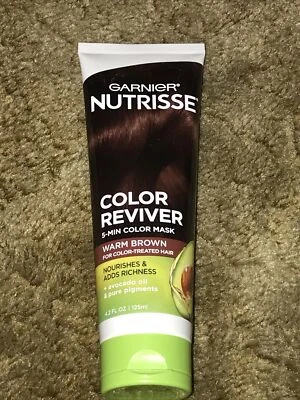 GARNIER®
NUTRISSE®
COLOR
REVIVER
5-MIN COLOR MASK
WARM BROWN
FOR COLOR-TREATED HAIR
NOURISHES &
ADDS RICHNESS
+ avocado oil
& pure pigments
4.2 FL OZ / 125ml